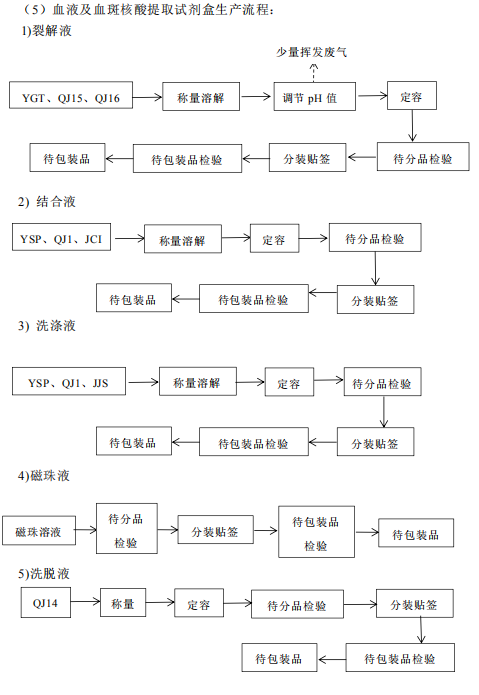 （5）血液及血斑核酸提取试剂盒生产流程：
1)裂解液
少量挥发废气
YGT、QJ15、QJ16
称量溶解
调节 pH 值
定容
待包装品
待包装品检验
分装贴签
待分品检验
2) 结合液
YSP、QJ1、JCI
称量溶解
定容
待分品检验
待包装品
待包装品检验
分装贴签
3) 洗涤液
YSP、QJ1、JJS
称量溶解
定容
待分品检验
待包装品
待包装品检验
分装贴签
4)磁珠液
磁珠溶液
待分品
检验
分装贴签
待包装品
检验
待包装品
5)洗脱液
QJ14
称量
定容
待分品检验
分装贴签
待包装品
待包装品检验